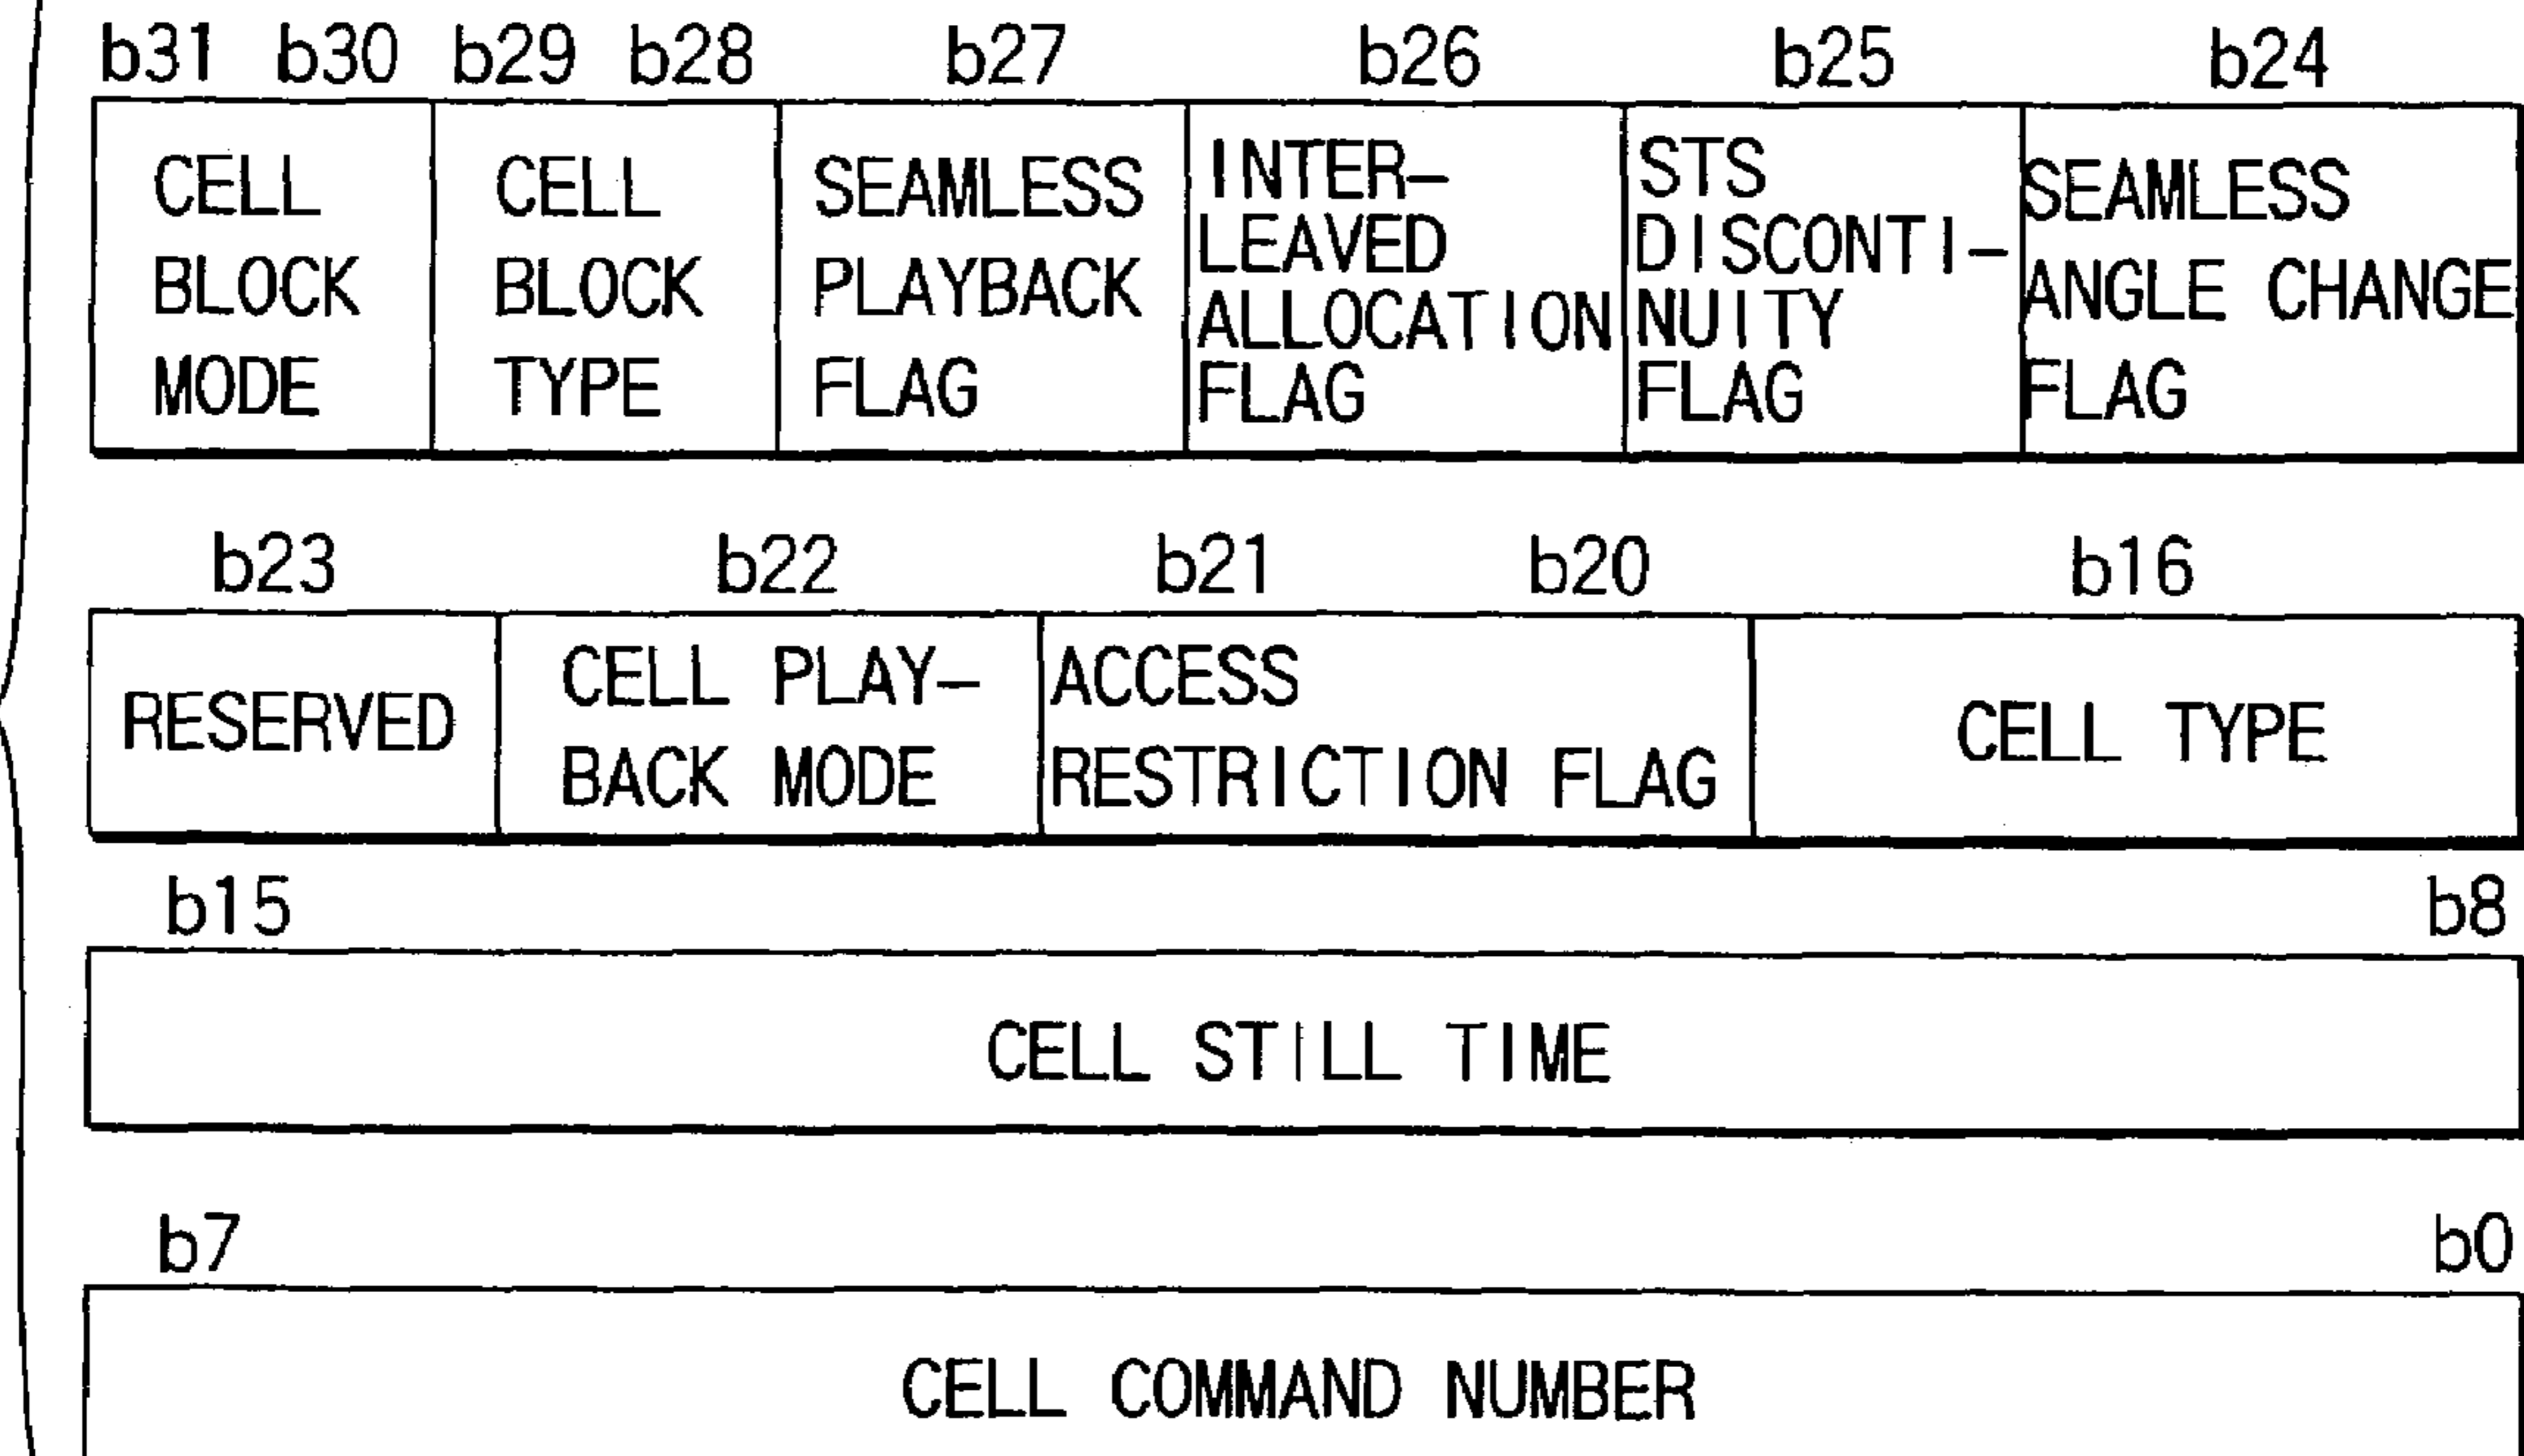 b31 b30 b29 b28 b27 b26 b25 b24
CELL
BLOCK
MODE
CELL
BLOCK
TYPE
SEAMLESS
PLAYBACK
FLAG
INTER-
LEAVED
ALLOCATION
FLAG
STS
DISCONTI-
NUITY
FLAG
SEAMLESS
ANGLE CHANGE
FLAG
b23 b22 b21 b20 b16
RESERVED
CELL PLAY-
BACK MODE
ACCESS
RESTRICTION FLAG
CELL TYPE
b15 b8
CELL STILL TIME
b7 b0
CELL COMMAND NUMBER